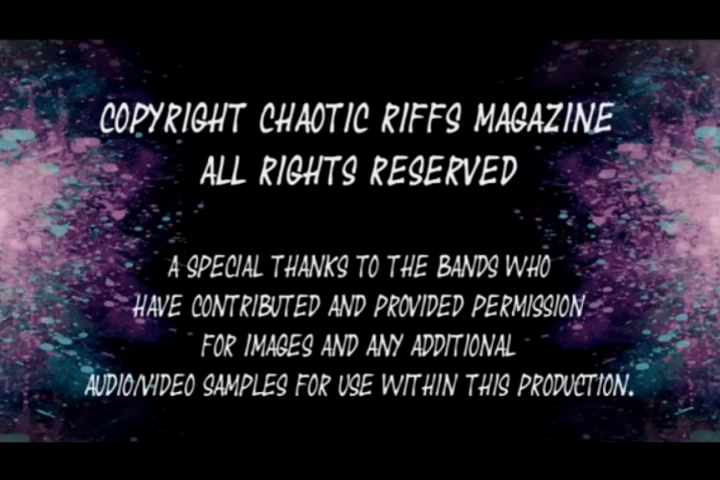 COPYRIGHT CHAOTIC RIFFS MAGAZINE
ALL RIGHTS RESERVED
A SPECIAL THANKS TO THE BANDS WHO
HAVE CONTRIBUTED AND PROVIDED PERMISSION
FOR IMAGES AND ANY ADDITIONAL
AUDIO/VIDEO SAMPLES FOR USE WITHIN THIS PRODUCTION.